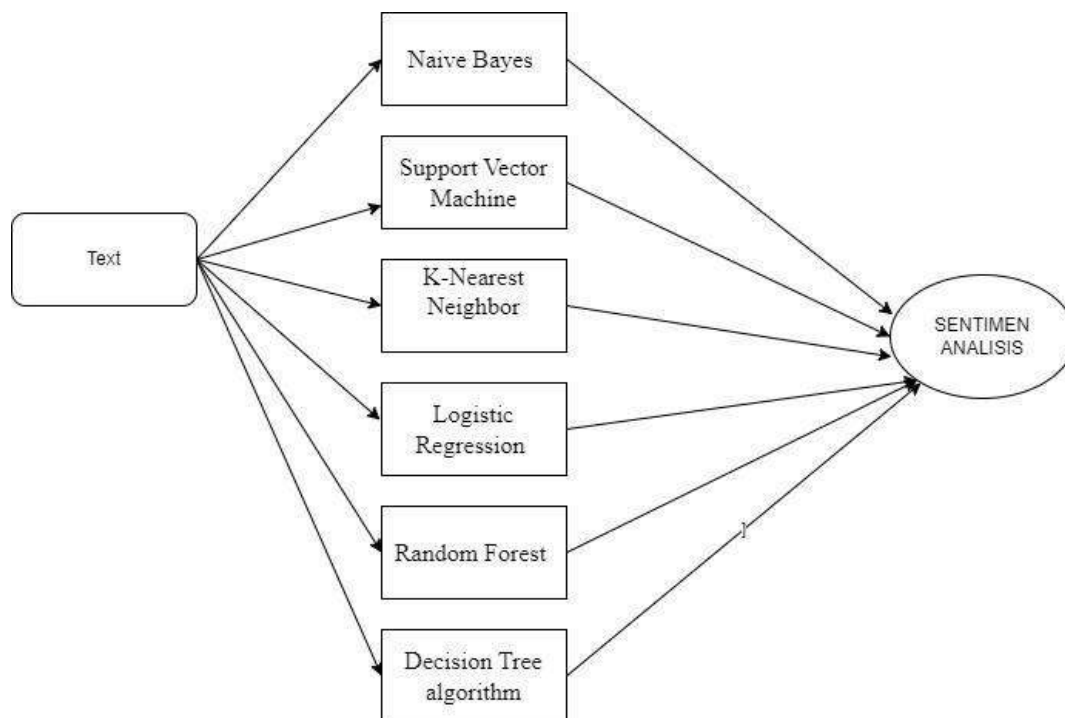 Naive Bayes
Support Vector
Machine
Text
K-Nearest
Neighbor
SENTIMEN
ANALISIS
Logistic
Regression
Random Forest
]
Decision Tree
algorithm